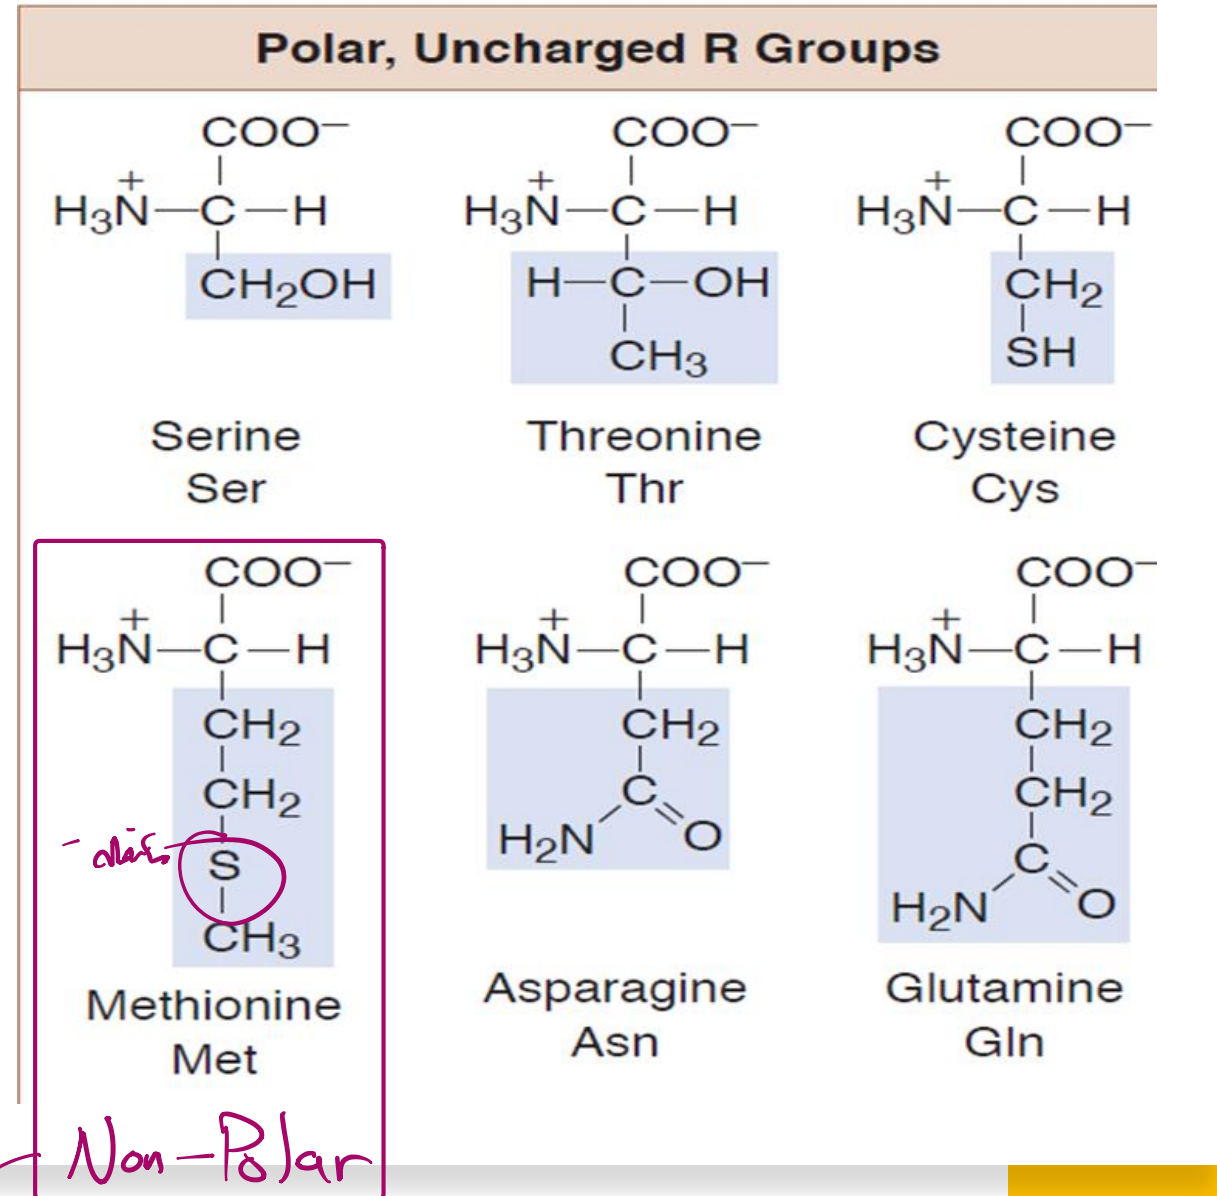 Polar, Uncharged R Groups
COO⁻ COO⁻ COO⁻
H₃N⁺—C—H H₃N⁺—C—H H₃N⁺—C—H
CH₂OH H—C—OH CH₂
CH₃ SH
Serine Threonine Cysteine
Ser Thr Cys
COO⁻ COO⁻ COO⁻
H₃N⁺—C—H H₃N⁺—C—H H₃N⁺—C—H
CH₂ CH₂ CH₂
CH₂ C CH₂
S H₂N O C
CH₃ H₂N O
Methionine Asparagine Glutamine
Met Asn Gln
Non-Polar